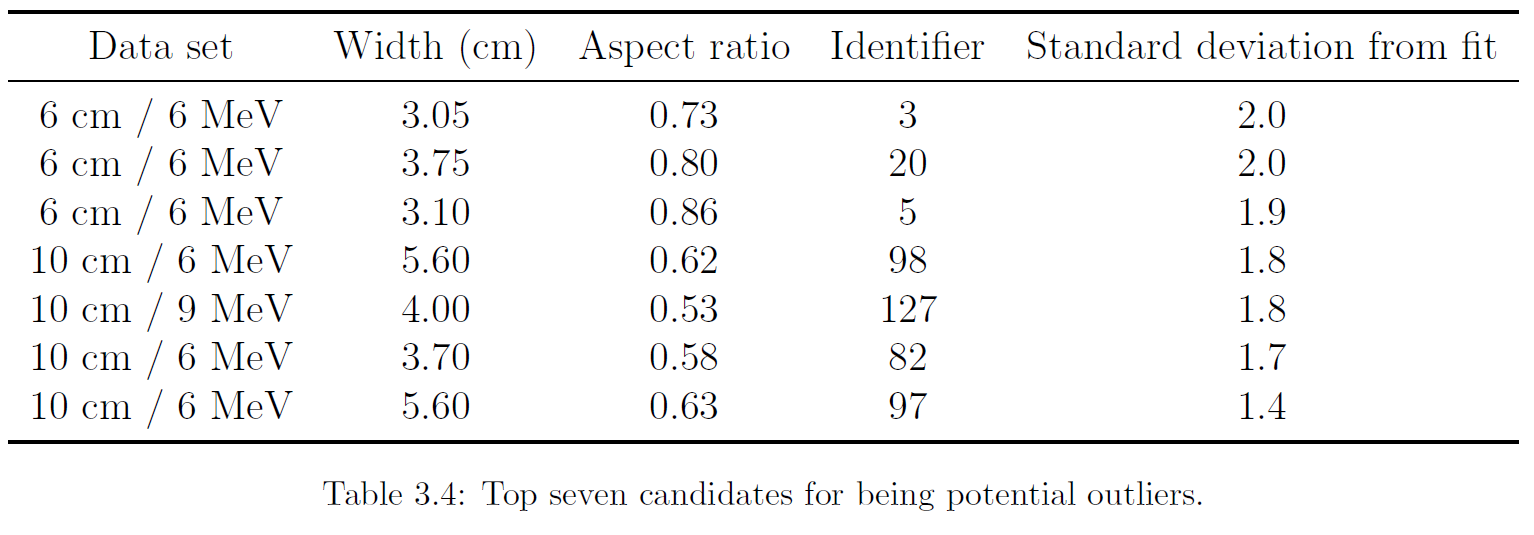 Data set Width (cm) Aspect ratio Identifier Standard deviation from fit
6 cm / 6 MeV 3.05 0.73 3 2.0
6 cm / 6 MeV 3.75 0.80 20 2.0
6 cm / 6 MeV 3.10 0.86 5 1.9
10 cm / 6 MeV 5.60 0.62 98 1.8
10 cm / 9 MeV 4.00 0.53 127 1.8
10 cm / 6 MeV 3.70 0.58 82 1.7
10 cm / 6 MeV 5.60 0.63 97 1.4
Table 3.4: Top seven candidates for being potential outliers.